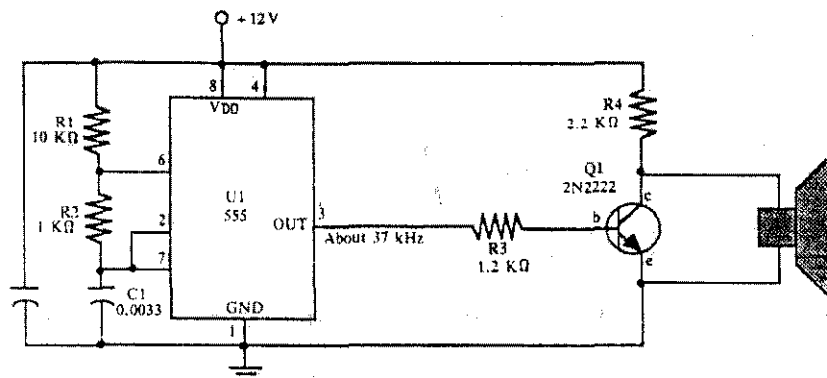 + 12 V
8
4
VDD
R1
10 KΩ
R4
2.2 KΩ
6
Q1
2N2222
U1
555
R2
1 KΩ
2
c
OUT
3
b
About 37 kHz
R3
1.2 KΩ
7
e
C1
0.0033
GND
1